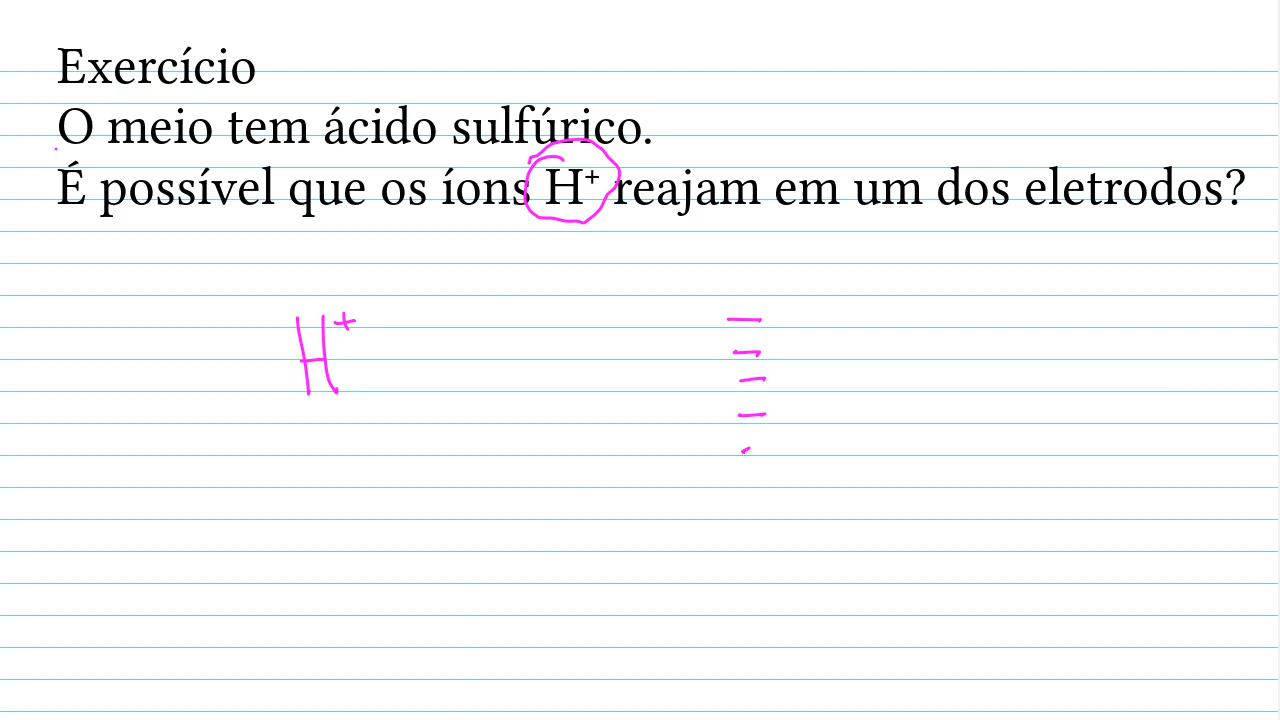 Exercício
O meio tem ácido sulfúrico.
É possível que os íons H⁺ reajam em um dos eletrodos?
H⁺